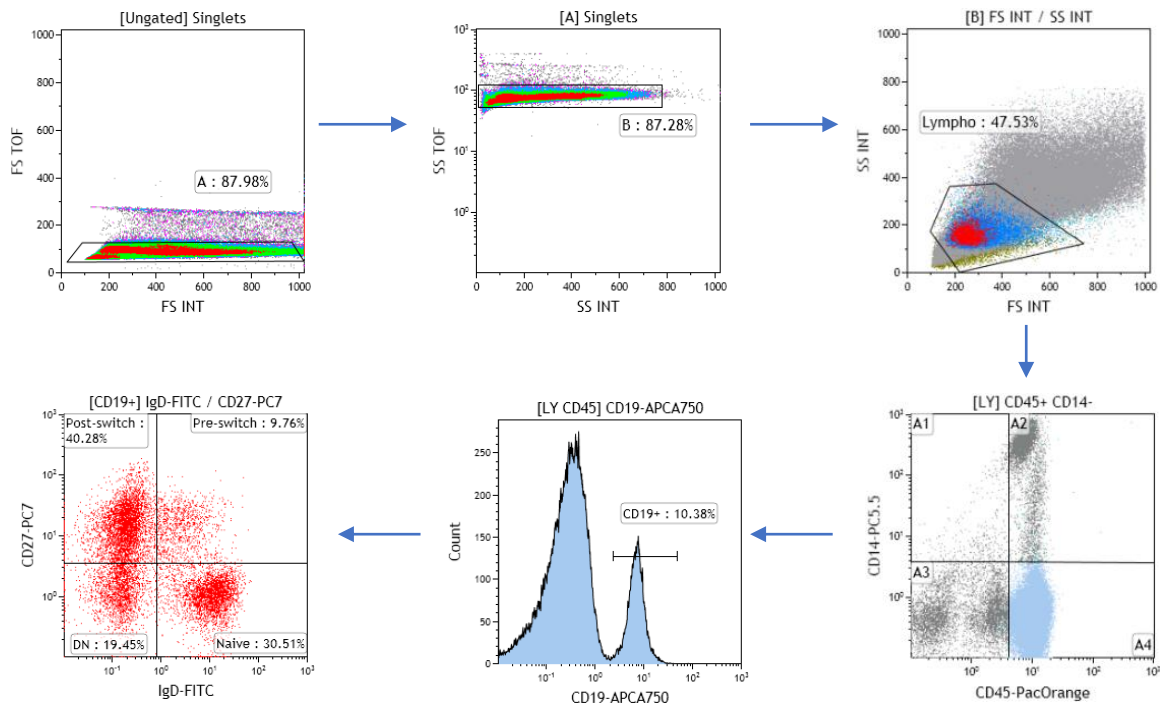 [Ungated] Singlets
1000
800
600
400
200
0
FS TOF
A : 87.98%
0 200 400 600 800 1000
FS INT
[A] Singlets
10³
10²
10¹
10⁰
SS TOF
B : 87.28%
0 200 400 600 800 1000
SS INT
[B] FS INT / SS INT
1000
800
600
400
200
0
SS INT
Lympho : 47.53%
200 400 600 800 1000
FS INT
[LY] CD45+ CD14-
A1
A2
A3
A4
10³
10²
10¹
10⁰
CD14-PC5.5
10⁰ 10¹ 10² 10³
CD45-PacOrange
[LY CD45] CD19-APCA750
250
200
150
100
50
0
Count
CD19+ : 10.38%
10⁻¹ 10⁰ 10¹ 10² 10³
CD19-APCA750
[CD19+] IgD-FITC / CD27-PC7
10³
10²
10¹
10⁰
CD27-PC7
Post-switch :
40.28%
Pre-switch : 9.76%
DN : 19.45%
Naive : 30.51%
10⁻¹ 10⁰ 10¹ 10² 10³
IgD-FITC